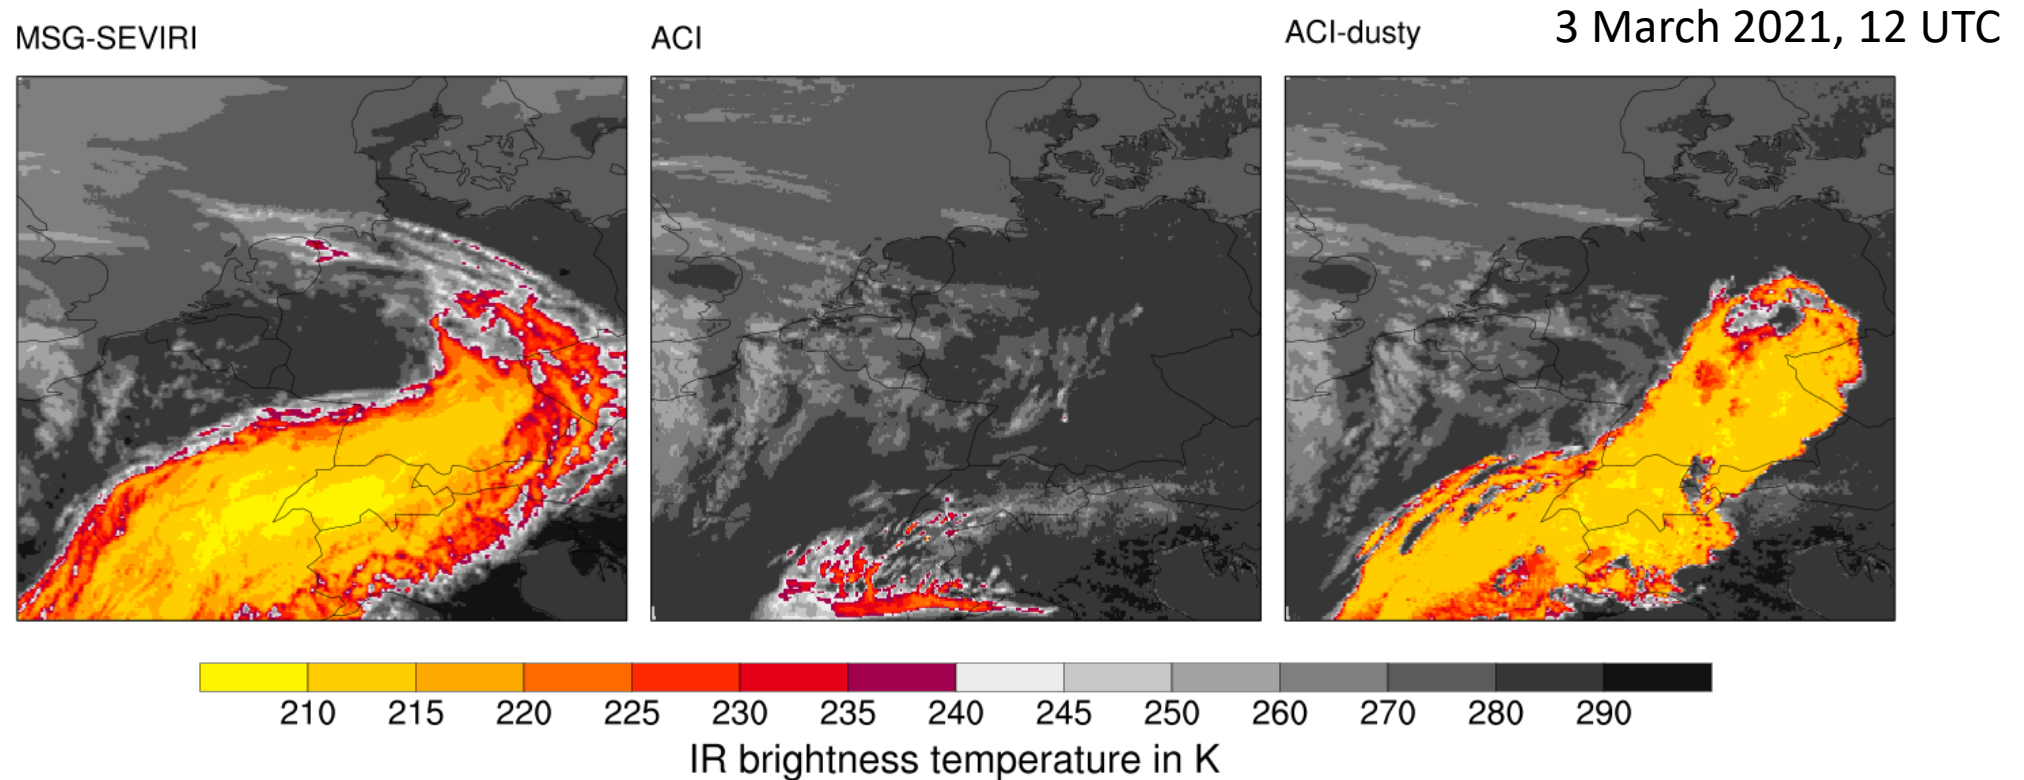 3 March 2021, 12 UTC
MSG-SEVIRI
ACI
ACI-dusty
210 215 220 225 230 235 240 245 250 260 270 280 290
IR brightness temperature in K